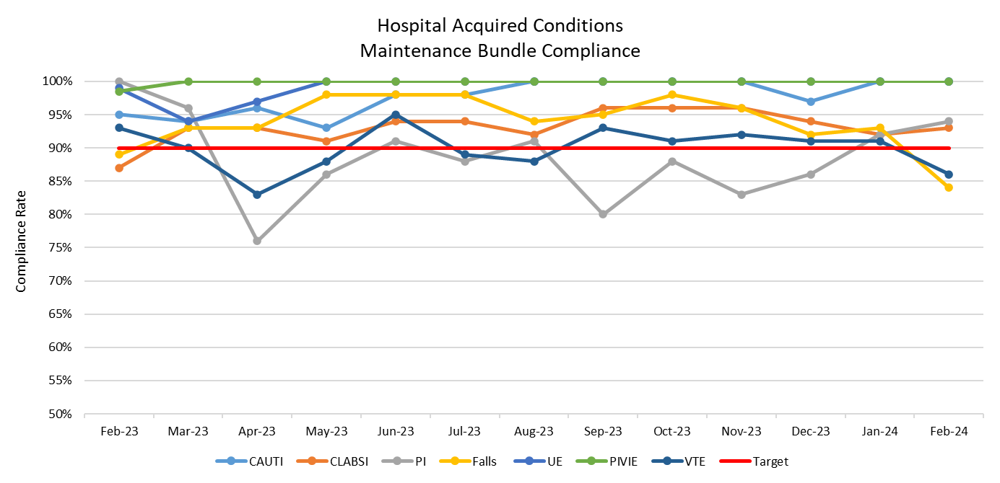 Hospital Acquired Conditions
Maintenance Bundle Compliance
Compliance Rate
100%
95%
90%
85%
80%
75%
70%
65%
60%
55%
50%
Feb-23 Mar-23 Apr-23 May-23 Jun-23 Jul-23 Aug-23 Sep-23 Oct-23 Nov-23 Dec-23 Jan-24 Feb-24
CAUTI CLABSI PI Falls UE PIVIE VTE Target